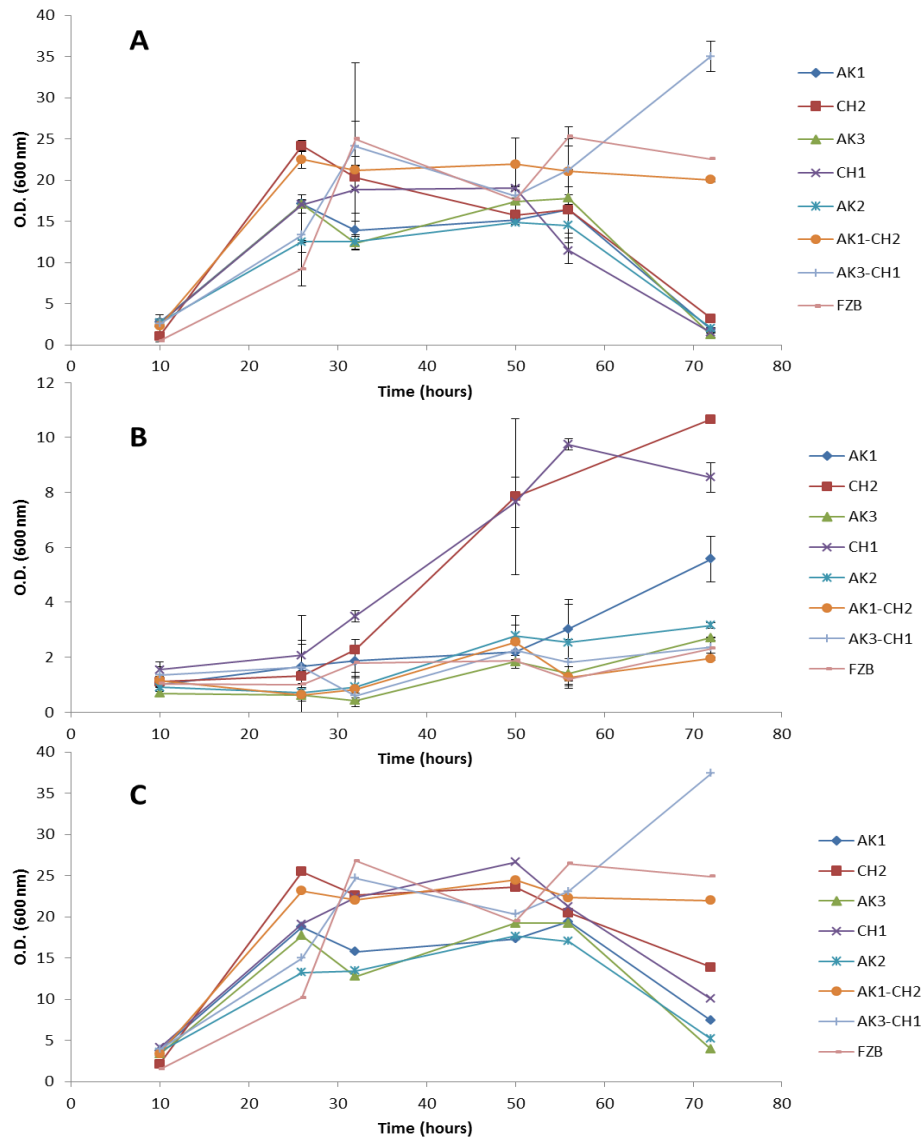 A
O.D. (600 nm)
40
35
30
25
20
15
10
5
0
0 10 20 30 40 50 60 70 80
Time (hours)
AK1
CH2
AK3
CH1
AK2
AK1-CH2
AK3-CH1
FZB
B
O.D. (600 nm)
12
10
8
6
4
2
0
0 10 20 30 40 50 60 70 80
Time (hours)
AK1
CH2
AK3
CH1
AK2
AK1-CH2
AK3-CH1
FZB
C
O.D. (600 nm)
40
35
30
25
20
15
10
5
0
0 10 20 30 40 50 60 70 80
Time (hours)
AK1
CH2
AK3
CH1
AK2
AK1-CH2
AK3-CH1
FZB